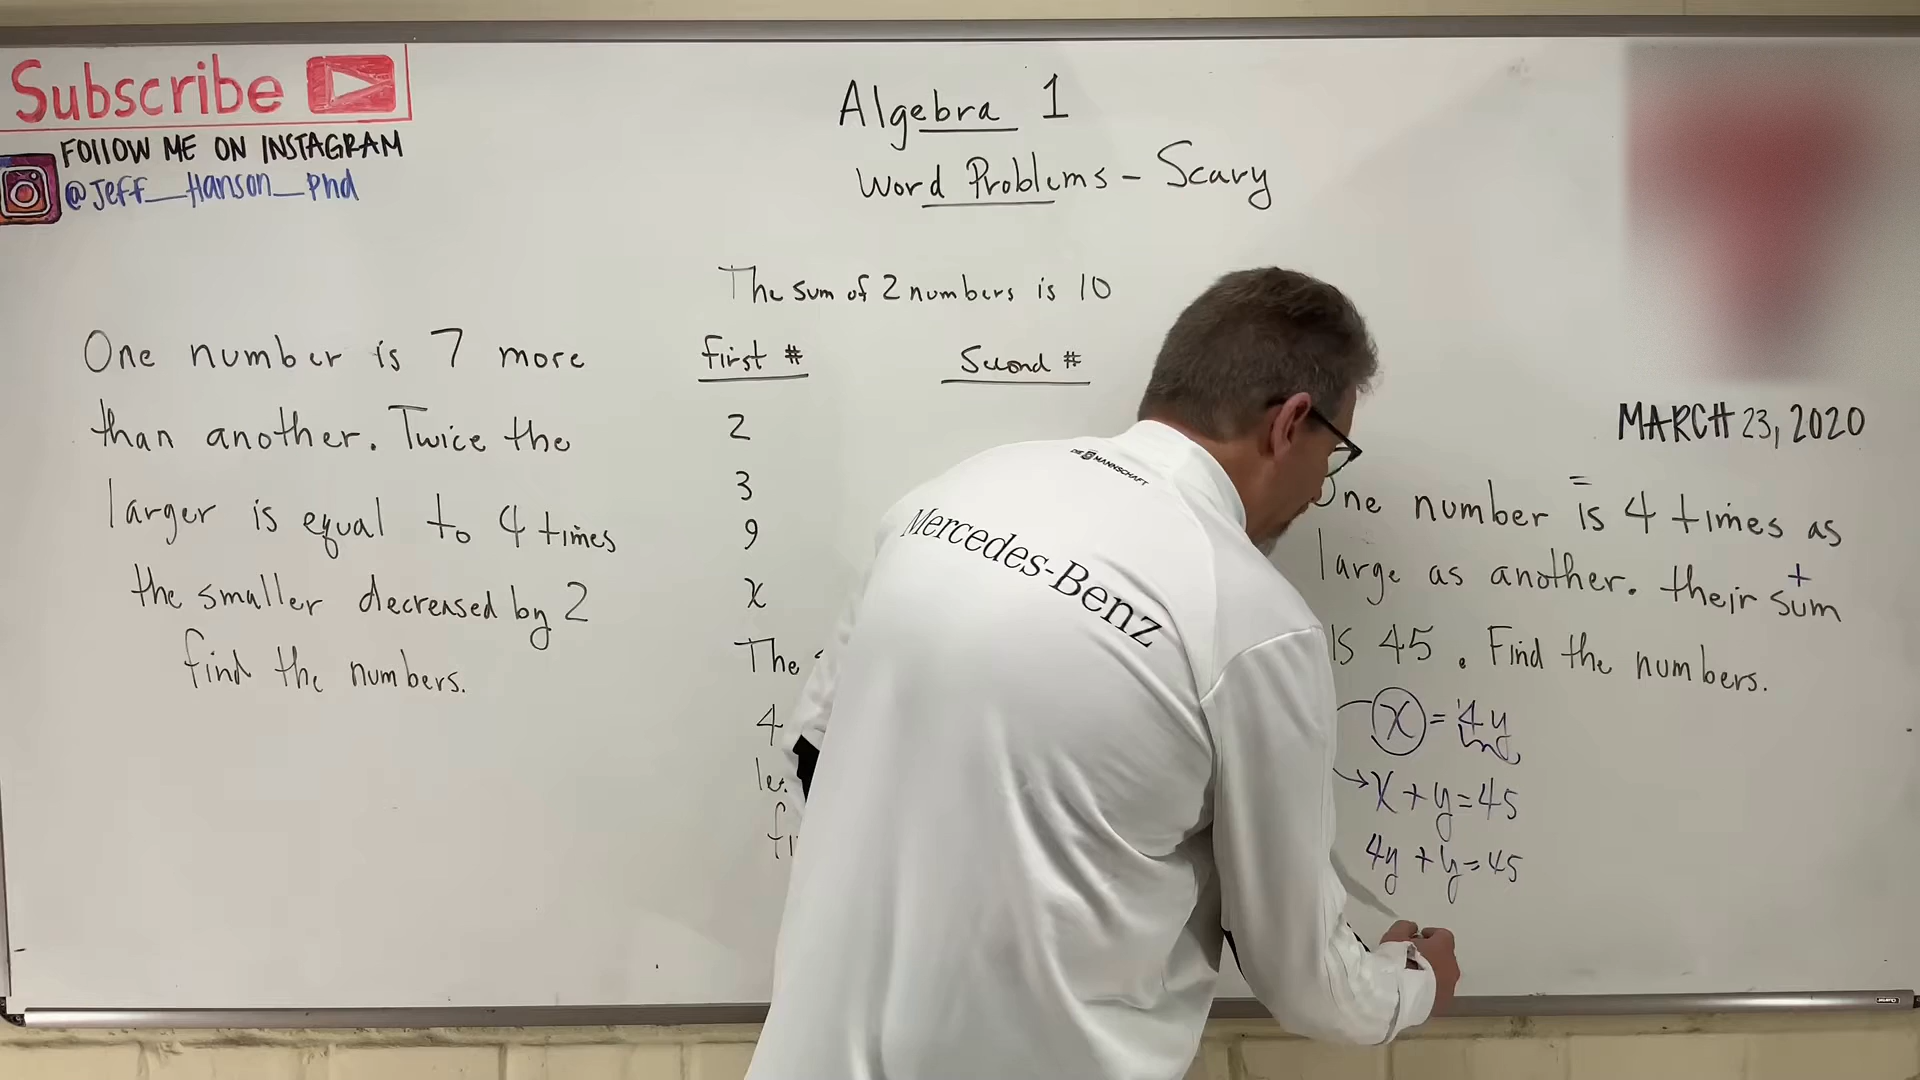 Subscribe
FOllOW ME ON INSTAGRAM
@Jeff__Hanson__Phd
Algebra 1
Word Problems - Scary
The sum of 2 numbers is 10
One number is 7 more
than another. Twice the
larger is equal to 4 times
the smaller decreased by 2
find the numbers.
First #
Second #
2
3
9
x
The
4
DIE MANNSCHAFT
Mercedes-Benz
MARCH 23, 2020
=
One number is 4 times as
+
large as another. their sum
is 45. Find the numbers.
x = 4y
x + y = 45
4y + y = 45